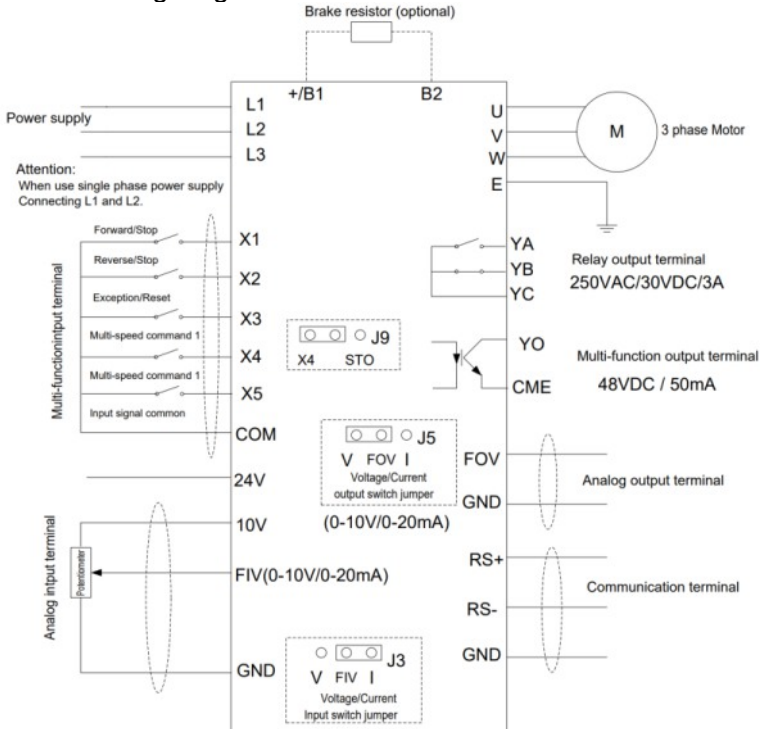 Brake resistor (optional)
+/B1
B2
Power supply
L1
L2
L3
Attention:
When use single phase power supply
Connecting L1 and L2.
U
V
W
E
M
3 phase Motor
Multi-functionintput terminal
Forward/Stop
X1
Reverse/Stop
X2
Exception/Reset
X3
Multi-speed command 1
X4
Multi-speed command 1
X5
Input signal common
COM
24V
YA
YB
YC
Relay output terminal
250VAC/30VDC/3A
J9
X4 STO
YO
CME
Multi-function output terminal
48VDC / 50mA
J5
V FOV I
Voltage/Current
output switch jumper
(0-10V/0-20mA)
FOV
GND
Analog output terminal
Analog intput terminal
Potentiometer
10V
FIV(0-10V/0-20mA)
GND
RS+
RS-
GND
Communication terminal
J3
V FIV I
Voltage/Current
Input switch jumper